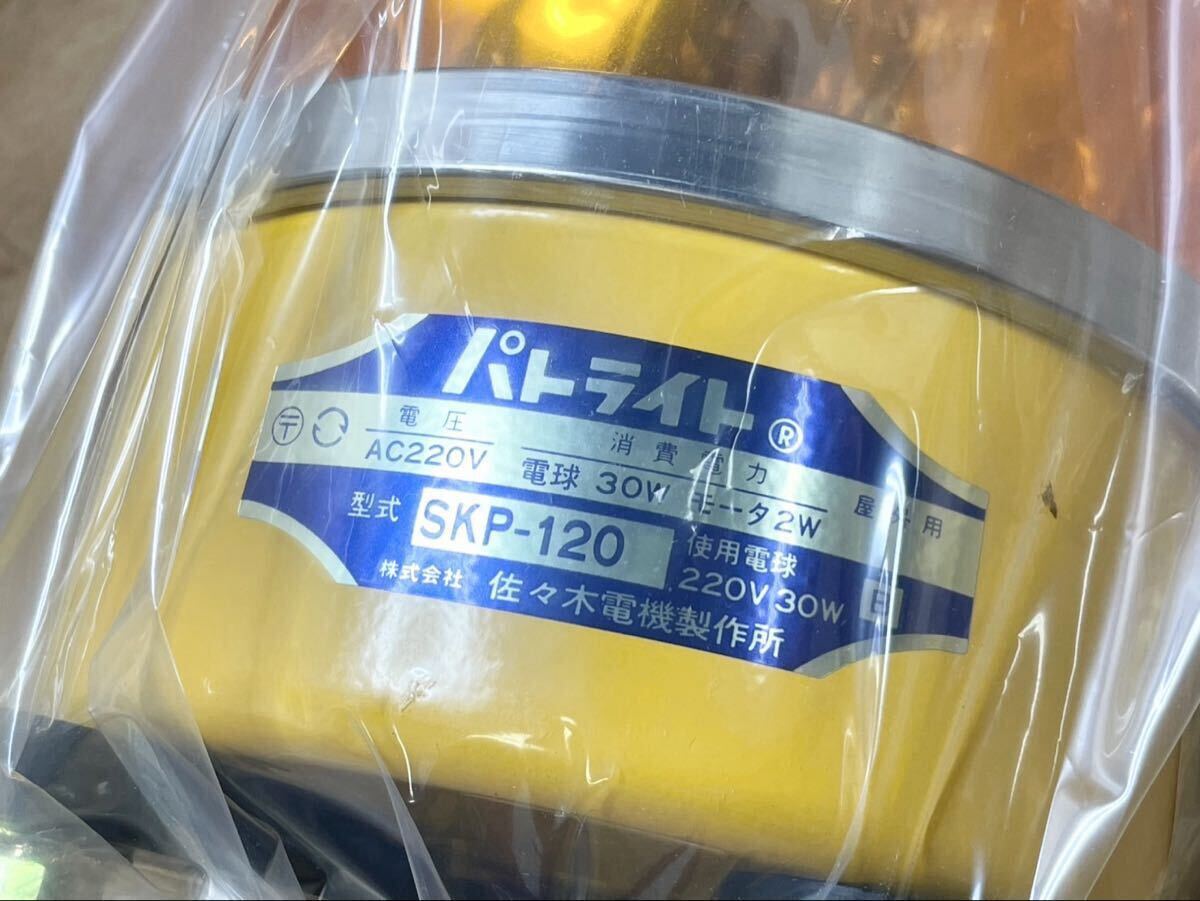 パトライト®
〒 電圧 消費電力
AC220V 電球 30W モータ2W 用
型式 SKP-120 使用電球
220V 30W
株式会社 佐々木電機製作所